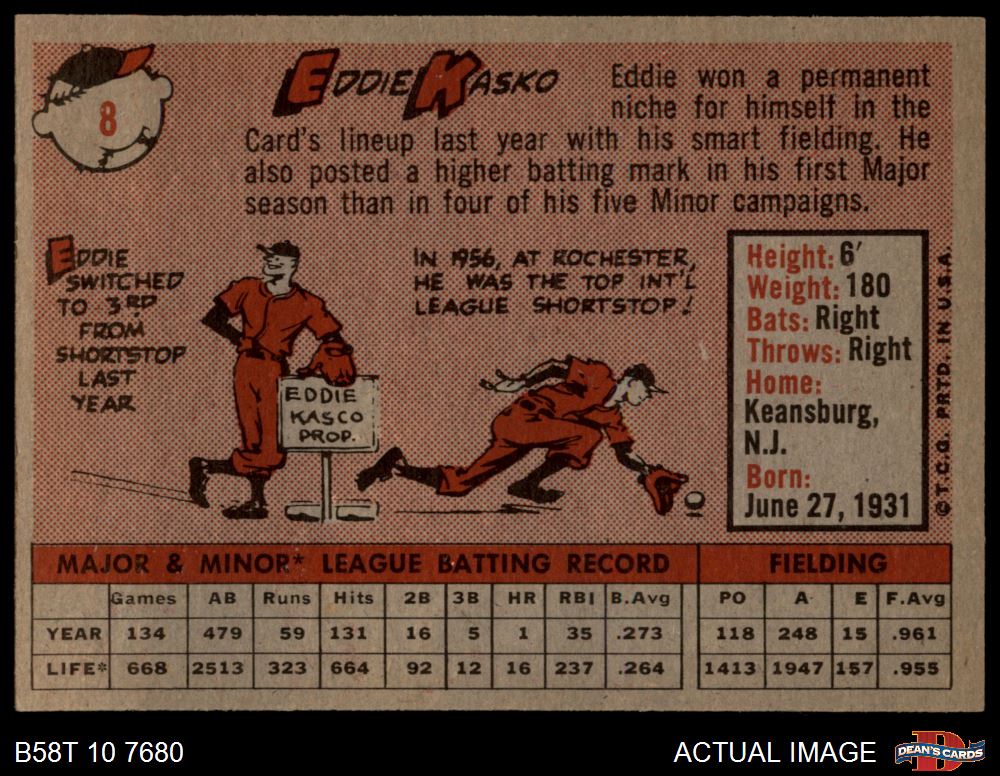 8
EDDIE KASKO
Eddie won a permanent
niche for himself in the
Card's lineup last year with his smart fielding. He
also posted a higher batting mark in his first Major
season than in four of his five Minor campaigns.
EDDIE
SWITCHED
TO 3RD
FROM
SHORTSTOP
LAST
YEAR
EDDIE
KASCO
PROP.
IN 1956, AT ROCHESTER,
HE WAS THE TOP INT'L
LEAGUE SHORTSTOP!
Height: 6'
Weight: 180
Bats: Right
Throws: Right
Home:
Keansburg,
N.J.
Born:
June 27, 1931
© T.C.G. PRTD. IN U.S.A.
MAJOR & MINOR* LEAGUE BATTING RECORD FIELDING
Games AB Runs Hits 2B 3B HR RBI B.Avg PO A E F.Avg
YEAR 134 479 59 131 16 5 1 35 .273 118 248 15 .961
LIFE* 668 2513 323 664 92 12 16 237 .264 1413 1947 157 .955
B58T 10 7680 ACTUAL IMAGE DEAN'S CARDS